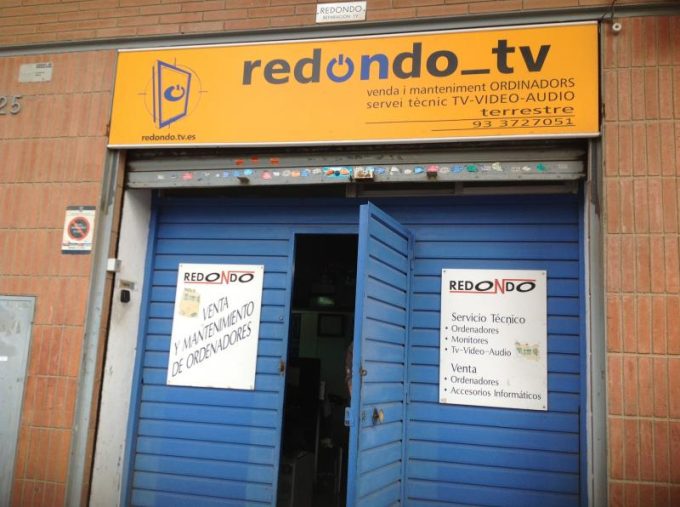 REDONDO
REPARACION TV
redondo_tv
venda i manteniment ORDINADORS
servei tècnic TV-VIDEO-AUDIO
terrestre
93 3727051
redondo.tv.es
25
REDONDO
VENTA
Y MANTENIMIENTO
DE ORDENADORES
REDONDO
Servicio Técnico
• Ordenadores
• Monitores
• Tv-Video-Audio
Venta
• Ordenadores
• Accesorios Informáticos